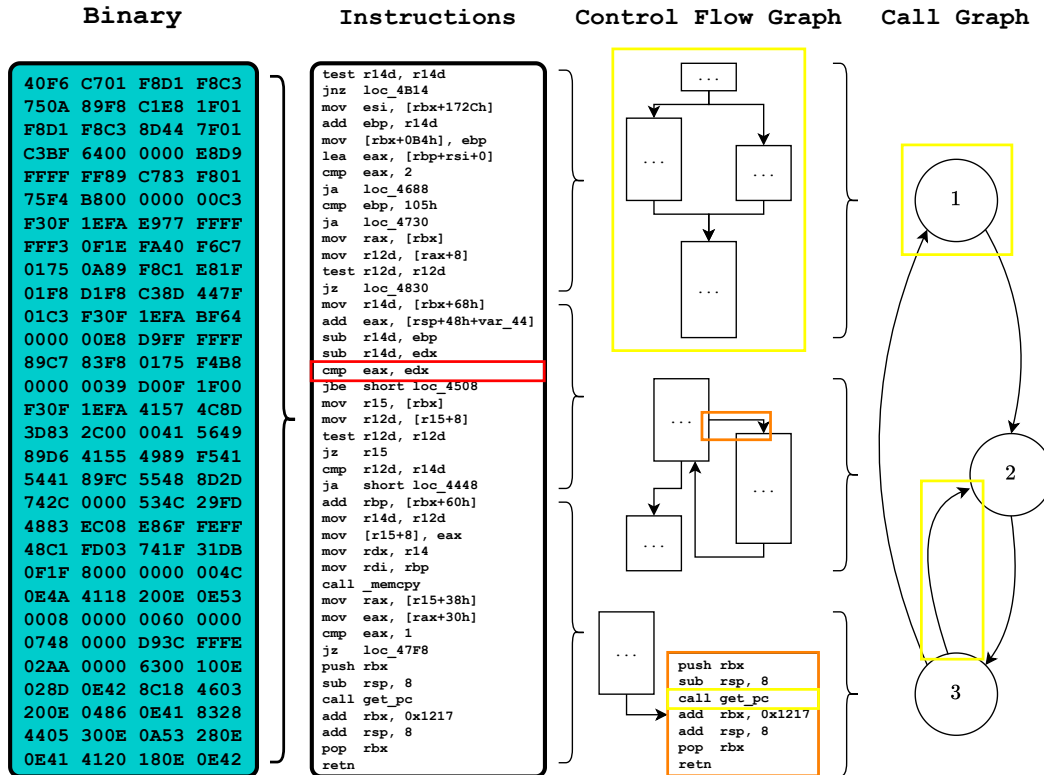 Binary
Instructions
Control Flow Graph
Call Graph
40F6 C701 F8D1 F8C3
750A 89F8 C1E8 1F01
F8D1 F8C3 8D44 7F01
C3BF 6400 0000 E8D9
FFFF FF89 C783 F801
75F4 B800 0000 00C3
F30F 1EFA E977 FFFF
FFF3 0F1E FA40 F6C7
0175 0A89 F8C1 E81F
01F8 D1F8 C38D 447F
01C3 F30F 1EFA BF64
0000 00E8 D9FF FFFF
89C7 83F8 0175 F4B8
0000 0039 D00F 1F00
F30F 1EFA 4157 4C8D
3D83 2C00 0041 5649
89D6 4155 4989 F541
5441 89FC 5548 8D2D
742C 0000 534C 29FD
4883 EC08 E86F FEFF
48C1 FD03 741F 31DB
0F1F 8000 0000 004C
0E4A 4118 200E 0E53
0008 0000 0060 0000
0748 0000 D93C FFFE
02AA 0000 6300 100E
028D 0E42 8C18 4603
200E 0486 0E41 8328
4405 300E 0A53 280E
0E41 4120 180E 0E42
test r14d, r14d
jnz loc_4B14
mov esi, [rbx+172Ch]
add ebp, r14d
mov [rbx+0B4h], ebp
lea eax, [rbp+rsi+0]
cmp eax, 2
ja loc_4688
cmp ebp, 105h
ja loc_4730
mov rax, [rbx]
mov r12d, [rax+8]
test r12d, r12d
jz loc_4830
mov r14d, [rbx+68h]
add eax, [rsp+48h+var_44]
sub r14d, ebp
sub r14d, edx
cmp eax, edx
jbe short loc_4508
mov r15, [rbx]
mov r12d, [r15+8]
test r12d, r12d
jz r15
cmp r12d, r14d
ja short loc_4448
add rbp, [rbx+60h]
mov r14d, r12d
mov [r15+8], eax
mov rdx, r14
mov rdi, rbp
call _memcpy
mov rax, [r15+38h]
mov eax, [rax+30h]
cmp eax, 1
jz loc_47F8
push rbx
sub rsp, 8
call get_pc
add rbx, 0x1217
add rsp, 8
pop rbx
retn
...
...
...
...
...
...
...
...
push rbx
sub rsp, 8
call get_pc
add rbx, 0x1217
add rsp, 8
pop rbx
retn
1
2
3